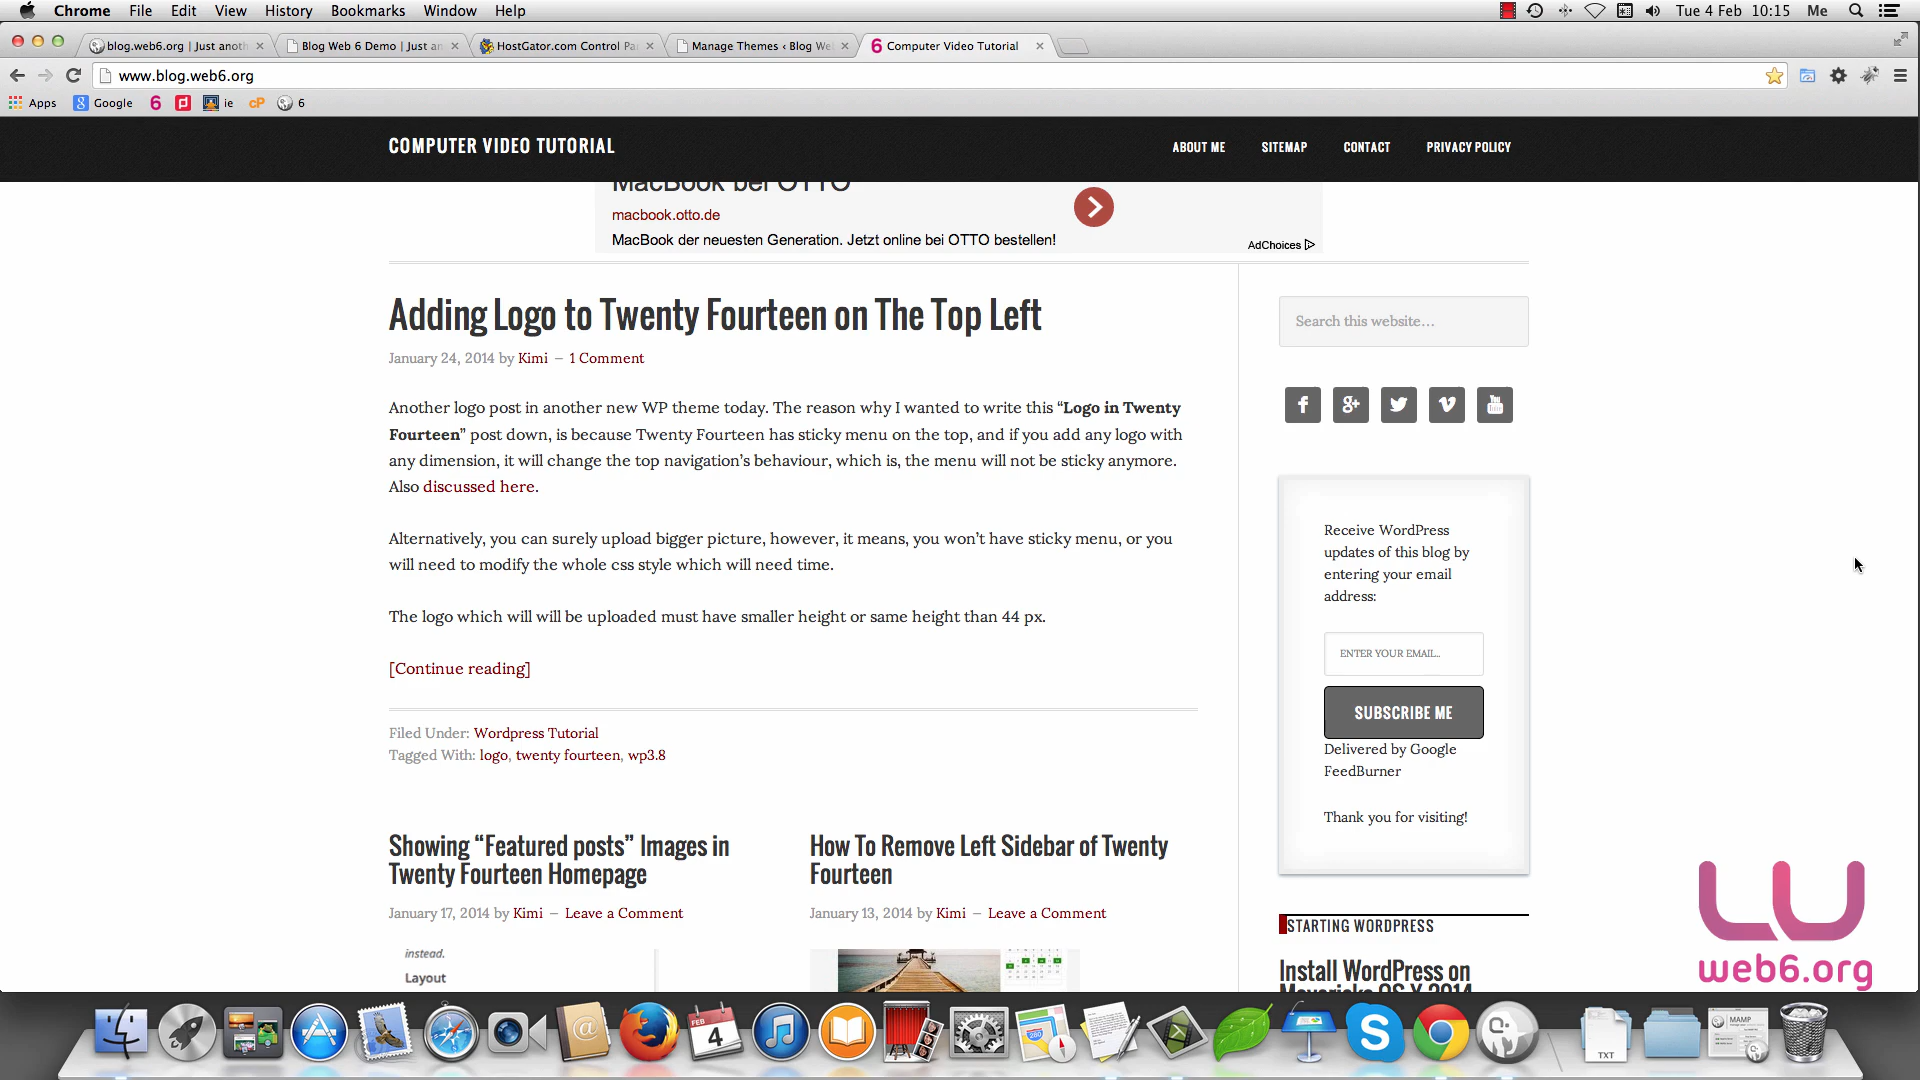 Chrome File Edit View History Bookmarks Window Help Tue 4 Feb 10:15 Me
blog.web6.org | Just anoth Blog Web 6 Demo | Just an HostGator.com Control Pa Manage Themes ‹ Blog We 6 Computer Video Tutorial
www.blog.web6.org
Apps Google 6 ie cP 6
COMPUTER VIDEO TUTORIAL ABOUT ME SITEMAP CONTACT PRIVACY POLICY
MacBook bei OTTO
macbook.otto.de
MacBook der neuesten Generation. Jetzt online bei OTTO bestellen!
AdChoices
Adding Logo to Twenty Fourteen on The Top Left
January 24, 2014 by Kimi – 1 Comment
Another logo post in another new WP theme today. The reason why I wanted to write this “Logo in Twenty
Fourteen” post down, is because Twenty Fourteen has sticky menu on the top, and if you add any logo with
any dimension, it will change the top navigation’s behaviour, which is, the menu will not be sticky anymore.
Also discussed here.
Alternatively, you can surely upload bigger picture, however, it means, you won’t have sticky menu, or you
will need to modify the whole css style which will need time.
The logo which will will be uploaded must have smaller height or same height than 44 px.
[Continue reading]
Filed Under: Wordpress Tutorial
Tagged With: logo, twenty fourteen, wp3.8
Showing “Featured posts” Images in
Twenty Fourteen Homepage
January 17, 2014 by Kimi – Leave a Comment
instead.
Layout
How To Remove Left Sidebar of Twenty
Fourteen
January 13, 2014 by Kimi – Leave a Comment
Search this website…
Receive WordPress
updates of this blog by
entering your email
address:
ENTER YOUR EMAIL..
SUBSCRIBE ME
Delivered by Google
FeedBurner
Thank you for visiting!
STARTING WORDPRESS
Install WordPress on
Mavericks OS X 2014
web6.org
FEB
4
280
TXT
MAMP